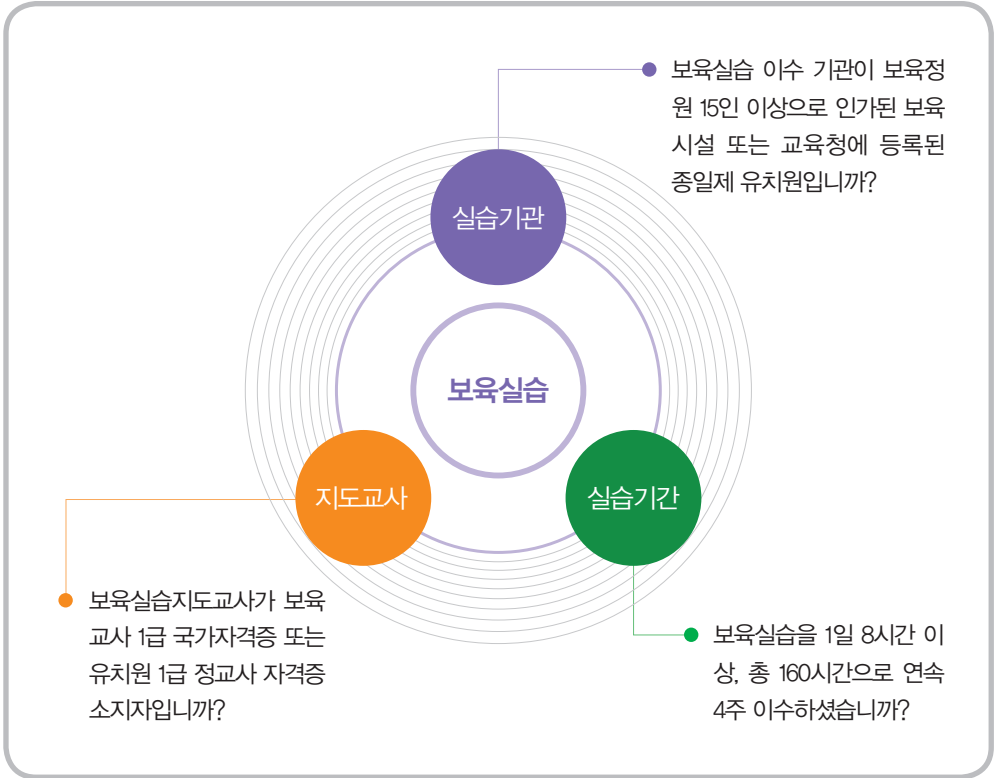 보육실습 이수 기관이 보육정
원 15인 이상으로 인가된 보육
시설 또는 교육청에 등록된
종일제 유치원입니까?
실습기관
보육실습
지도교사
실습기간
보육실습지도교사가 보육
교사 1급 국가자격증 또는
유치원 1급 정교사 자격증
소지자입니까?
보육실습을 1일 8시간 이
상, 총 160시간으로 연속
4주 이수하셨습니까?